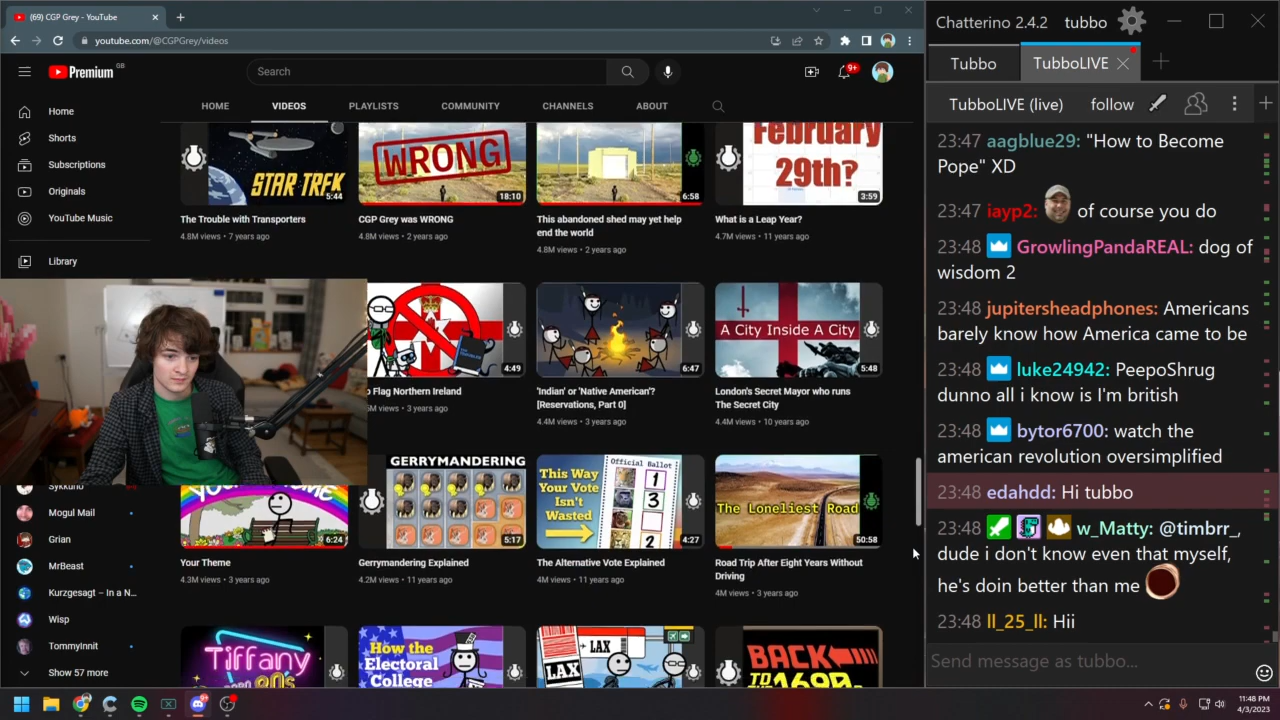 (69) CGP Grey - YouTube
youtube.com/@CGPGrey/videos
Premium GB
Search
9+
HOME VIDEOS PLAYLISTS COMMUNITY CHANNELS ABOUT
Home
Shorts
Subscriptions
Originals
YouTube Music
Library
Mogul Mail
Grian
MrBeast
Kurzgesagt – In a N...
Wisp
TommyInnit
Show 57 more
STAR TREK
5:44
The Trouble with Transporters
4.8M views • 7 years ago
WRONG
18:10
CGP Grey was WRONG
4.8M views • 2 years ago
6:58
This abandoned shed may yet help
end the world
4.8M views • 2 years ago
February
29th?
3:59
What is a Leap Year?
4.7M views • 11 years ago
4:49
Flag Northern Ireland
M views • 3 years ago
6:47
'Indian' or 'Native American'?
[Reservations, Part 0]
4.4M views • 3 years ago
A City Inside A City
5:48
London's Secret Mayor who runs
The Secret City
4.4M views • 10 years ago
6:24
Your Theme
4.3M views • 3 years ago
GERRYMANDERING
5:17
Gerrymandering Explained
4.2M views • 11 years ago
This Way
Your Vote
Isn't
Wasted
Official Ballot
1
3
2
4:27
The Alternative Vote Explained
4M views • 11 years ago
The Loneliest Road
50:58
Road Trip After Eight Years Without
Driving
4M views • 3 years ago
Tiffany
How the
Electoral
College
LAX
BACK
TO THE
1690s
Chatterino 2.4.2 tubbo
Tubbo TubboLIVE
TubboLIVE (live) follow
23:47 aagblue29: "How to Become
Pope" XD
23:47 iayp2: of course you do
23:48 GrowlingPandaREAL: dog of
wisdom 2
23:48 jupitersheadphones: Americans
barely know how America came to be
23:48 luke24942: PeepoShrug
dunno all i know is I'm british
23:48 bytor6700: watch the
american revolution oversimplified
23:48 edahdd: Hi tubbo
23:48 w_Matty: @timbrr_,
dude i don't know even that myself,
he's doin better than me
23:48 ll_25_ll: Hii
Send message as tubbo...
11:48 PM
4/3/2023